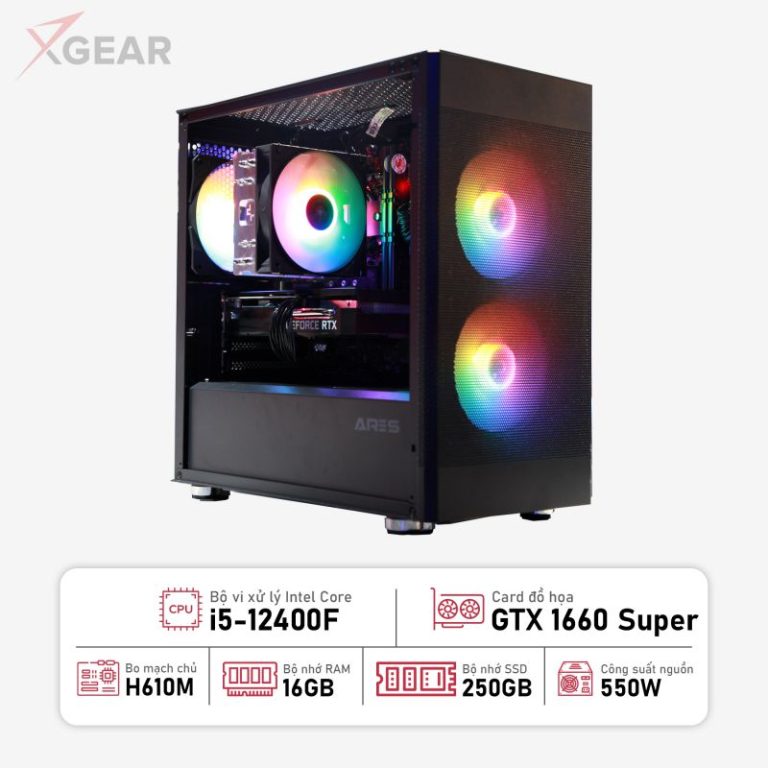 XGEAR
EFORCE RTX
ARES
CPU
Bộ vi xử lý Intel Core
i5-12400F
Card đồ họa
GTX 1660 Super
Bo mạch chủ
H610M
Bộ nhớ RAM
16GB
Bộ nhớ SSD
250GB
Công suất nguồn
550W